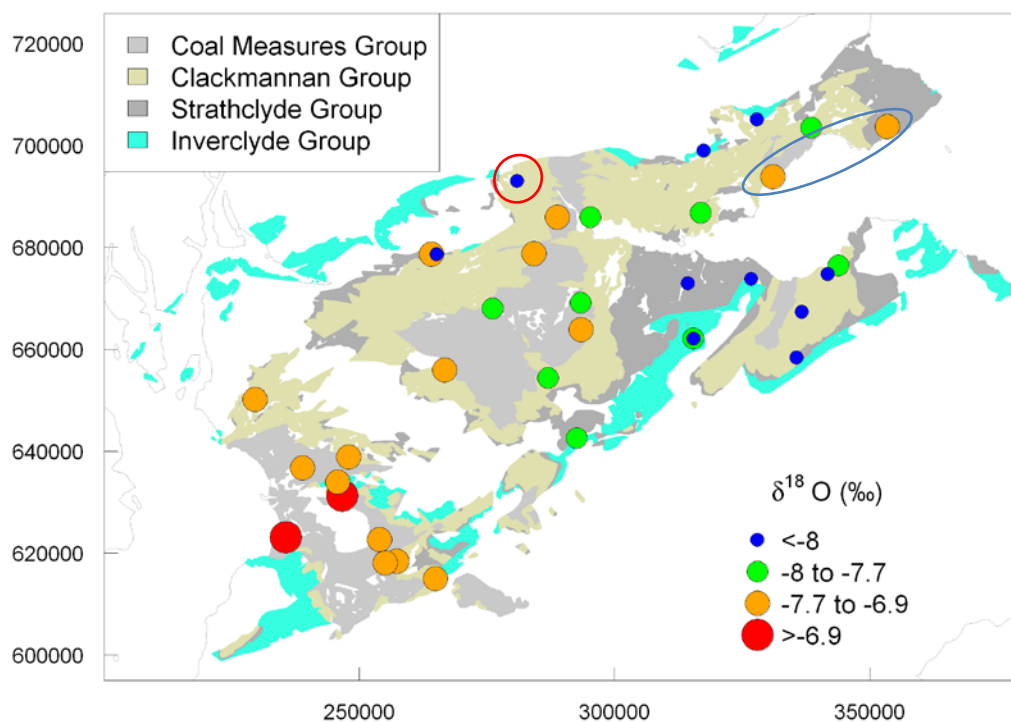 720000
Coal Measures Group
Clackmannan Group
Strathclyde Group
Inverclyde Group
700000
680000
660000
640000
620000
600000
δ18 O (‰)
<-8
-8 to -7.7
-7.7 to -6.9
>-6.9
250000 300000 350000